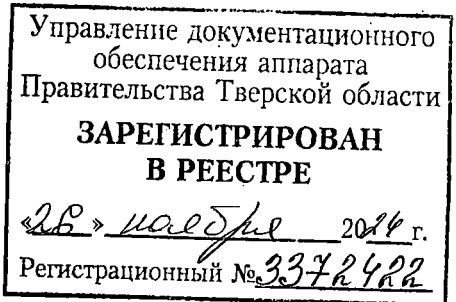 Управление документационного
обеспечения аппарата
Правительства Тверской области
ЗАРЕГИСТРИРОВАН
В РЕЕСТРЕ
«26» ноября 2024 г.
Регистрационный №3372422